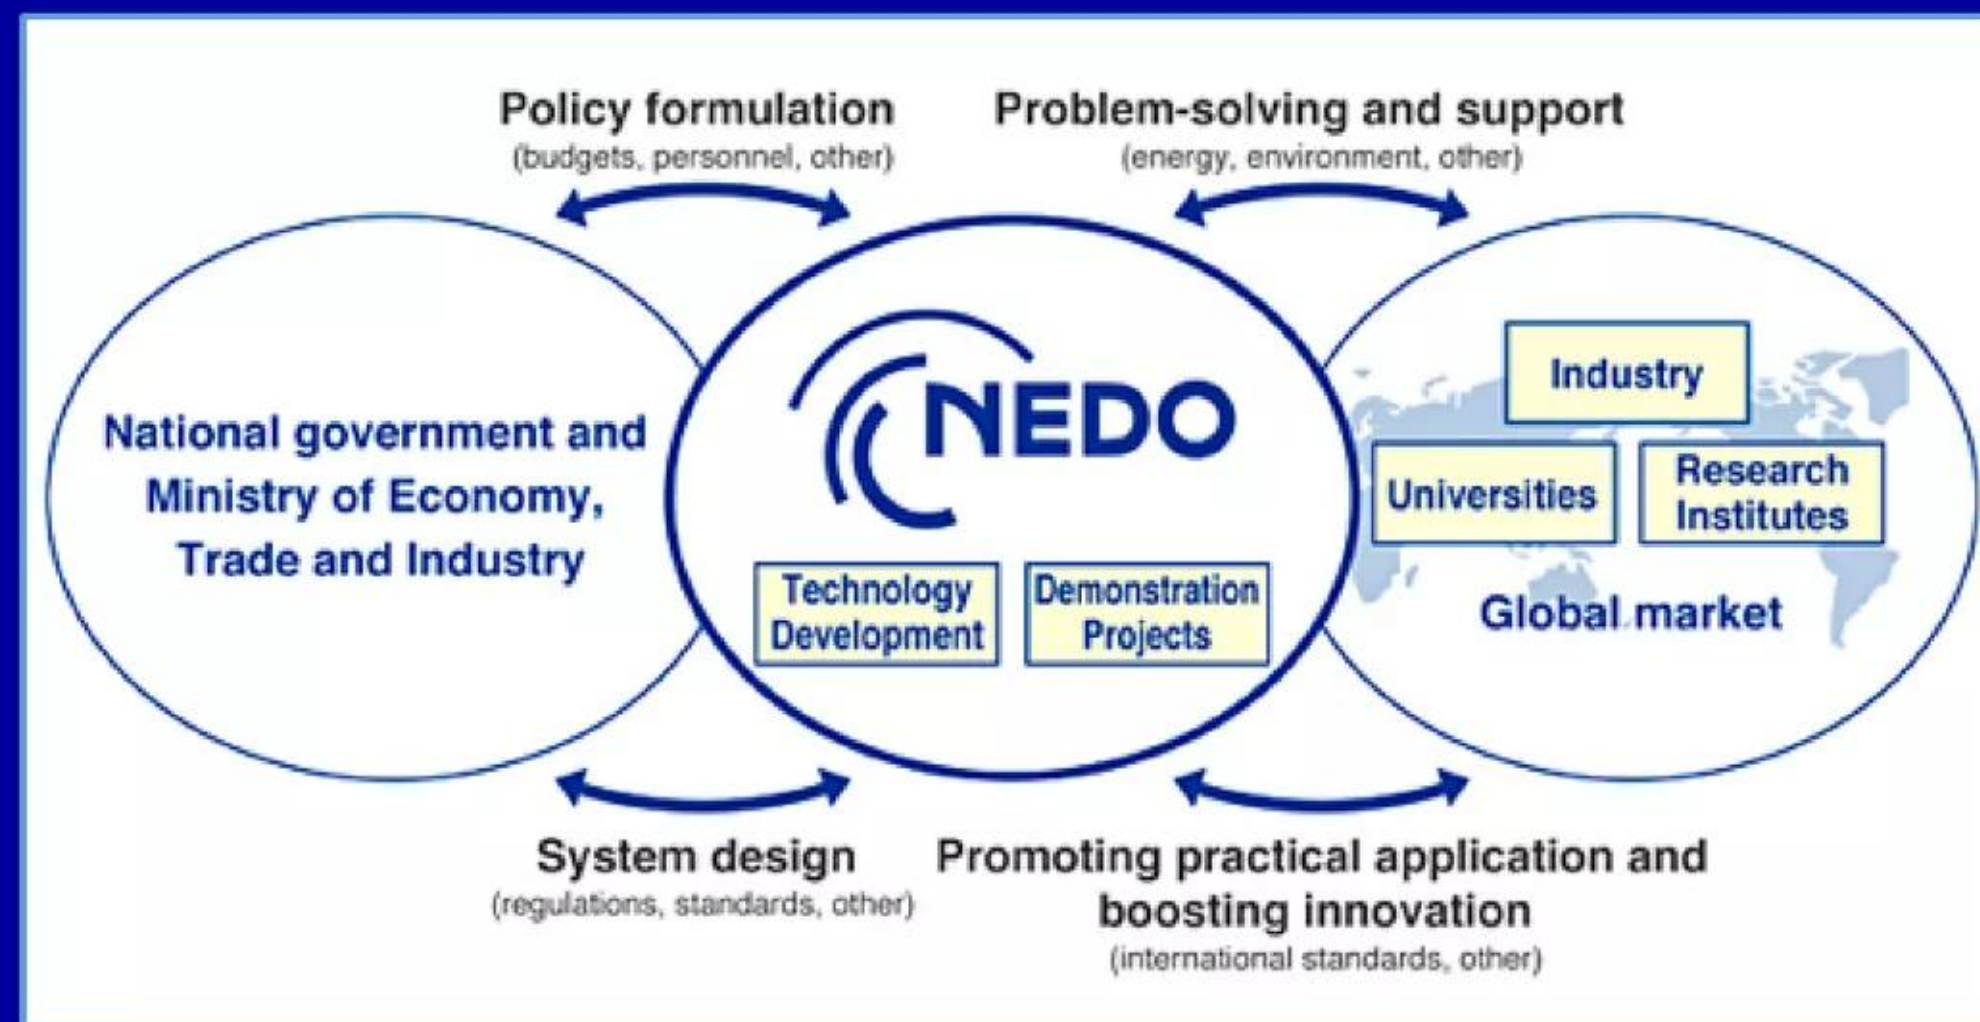 Policy formulation
(budgets, personnel, other)
Problem-solving and support
(energy, environment, other)
National government and
Ministry of Economy,
Trade and Industry
NEDO
Technology
Development
Demonstration
Projects
Industry
Universities
Research
Institutes
Global market
System design
(regulations, standards, other)
Promoting practical application and
boosting innovation
(international standards, other)